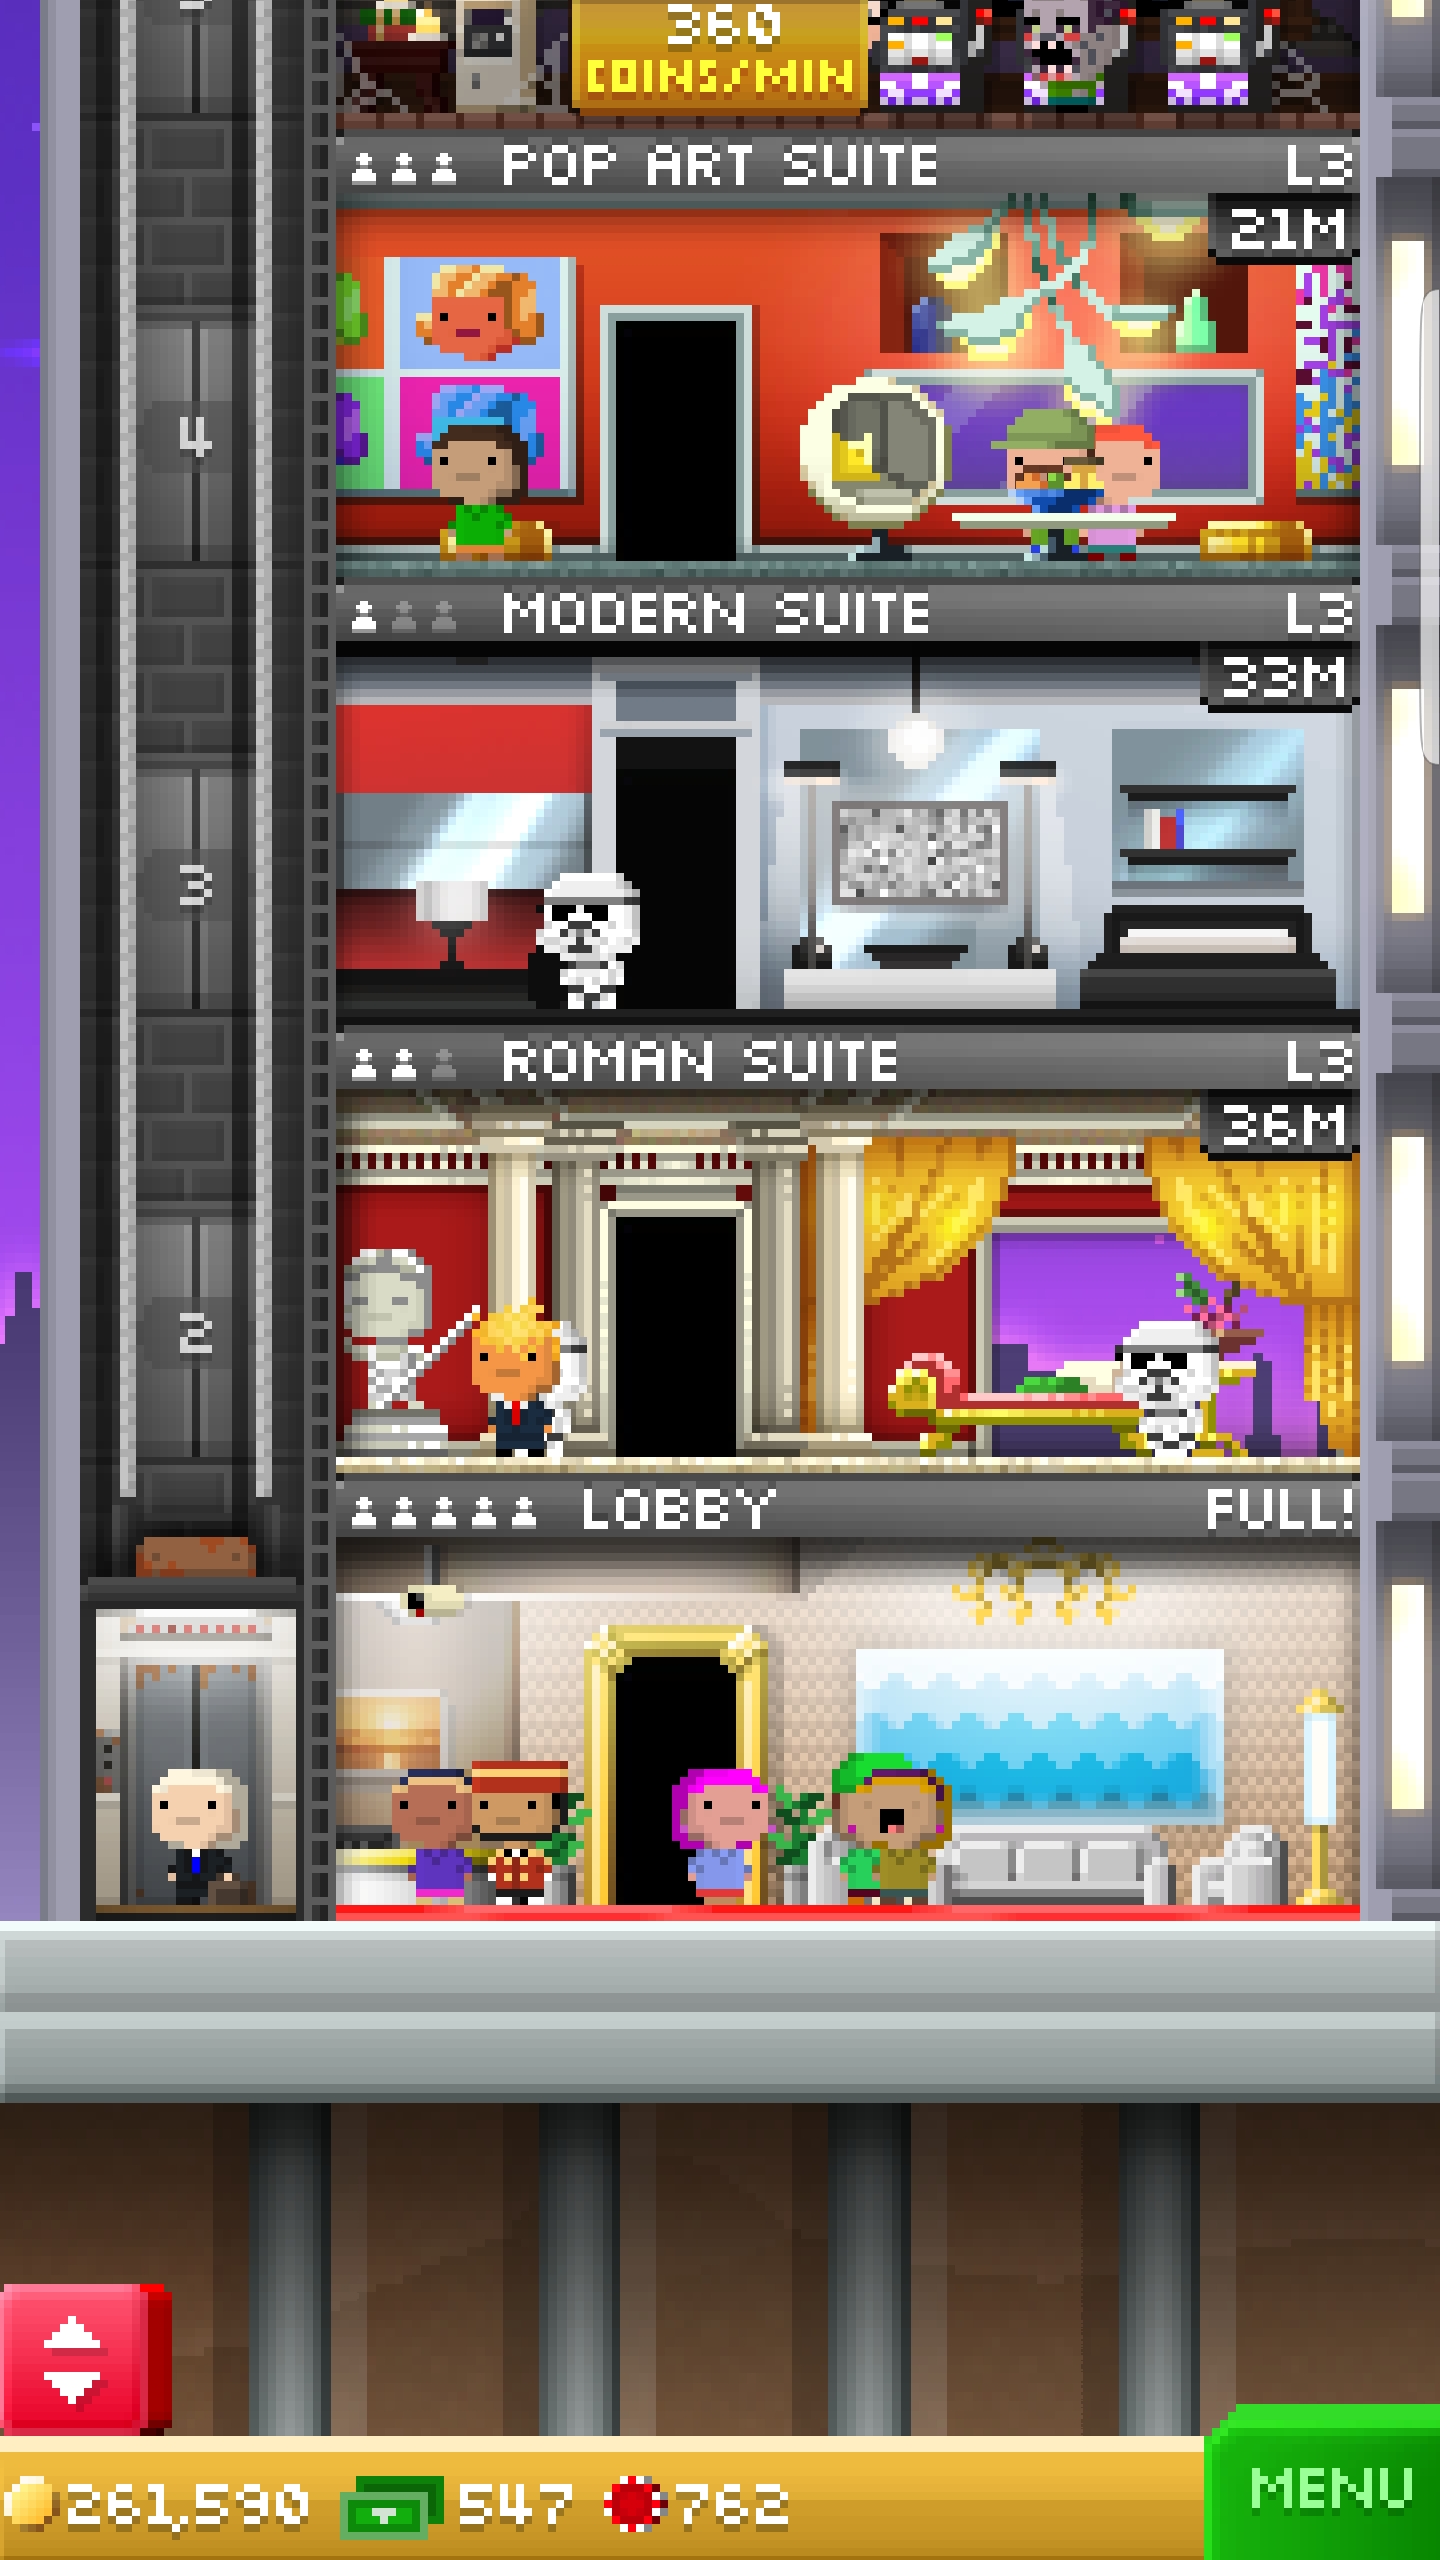 360
COINS/MIN
POP ART SUITE L3
21M
4
MODERN SUITE L3
33M
3
ROMAN SUITE L3
36M
2
LOBBY FULL!
261,590 547 762
MENU